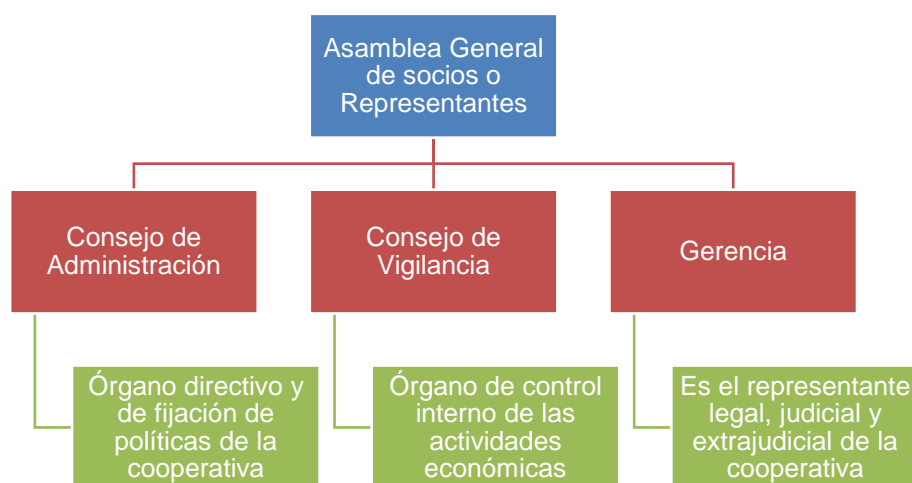 Asamblea General
de socios o
Representantes
Consejo de
Administración
Consejo de
Vigilancia
Gerencia
Órgano directivo y
de fijación de
políticas de la
cooperativa
Órgano de control
interno de las
actividades
económicas
Es el representante
legal, judicial y
extrajudicial de la
cooperativa